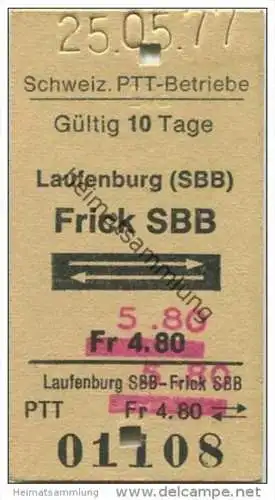 25.05.77
Schweiz. PTT-Betriebe
Gültig 10 Tage
Laufenburg (SBB)
Frick SBB
5.80
Fr 4.80
5.80
Laufenburg SBB-Frick SBB
PTT Fr 4.80
01108
heimatsammlung
Heimatsammlung
www.delcampe.net